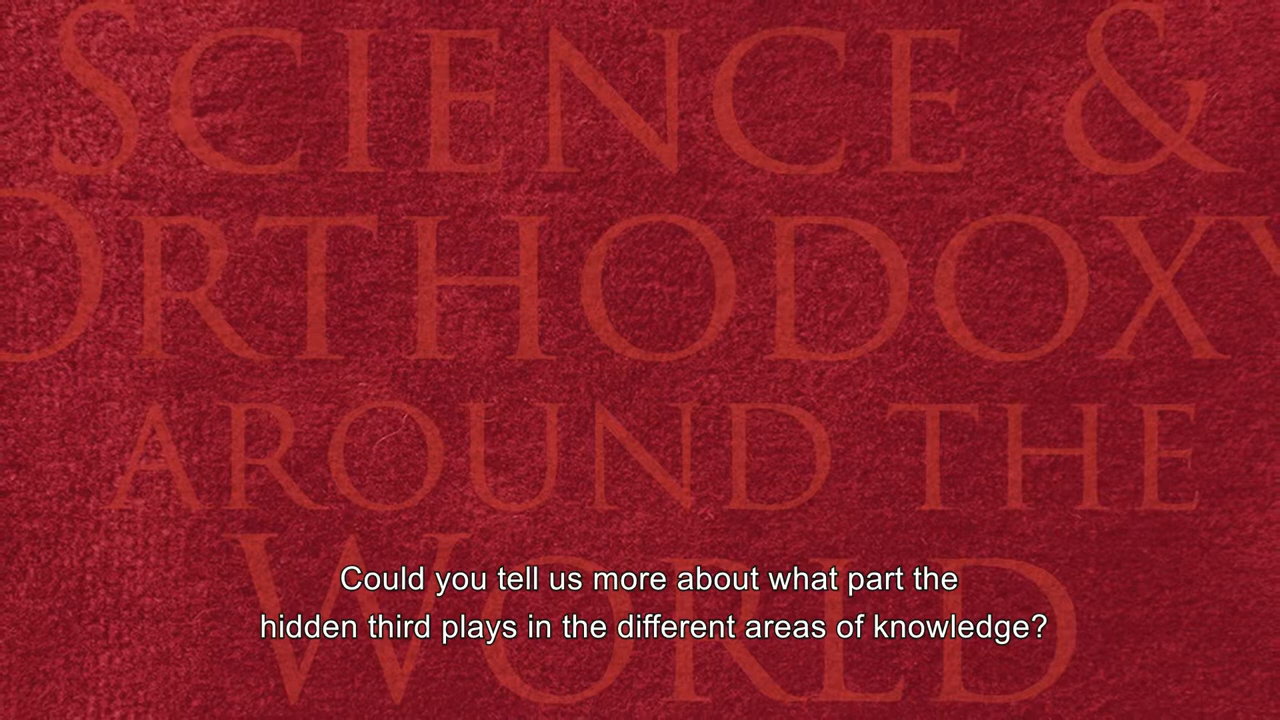 SCIENCE &
ORTHODOXY
AROUND THE
WORLD
Could you tell us more about what part the
hidden third plays in the different areas of knowledge?